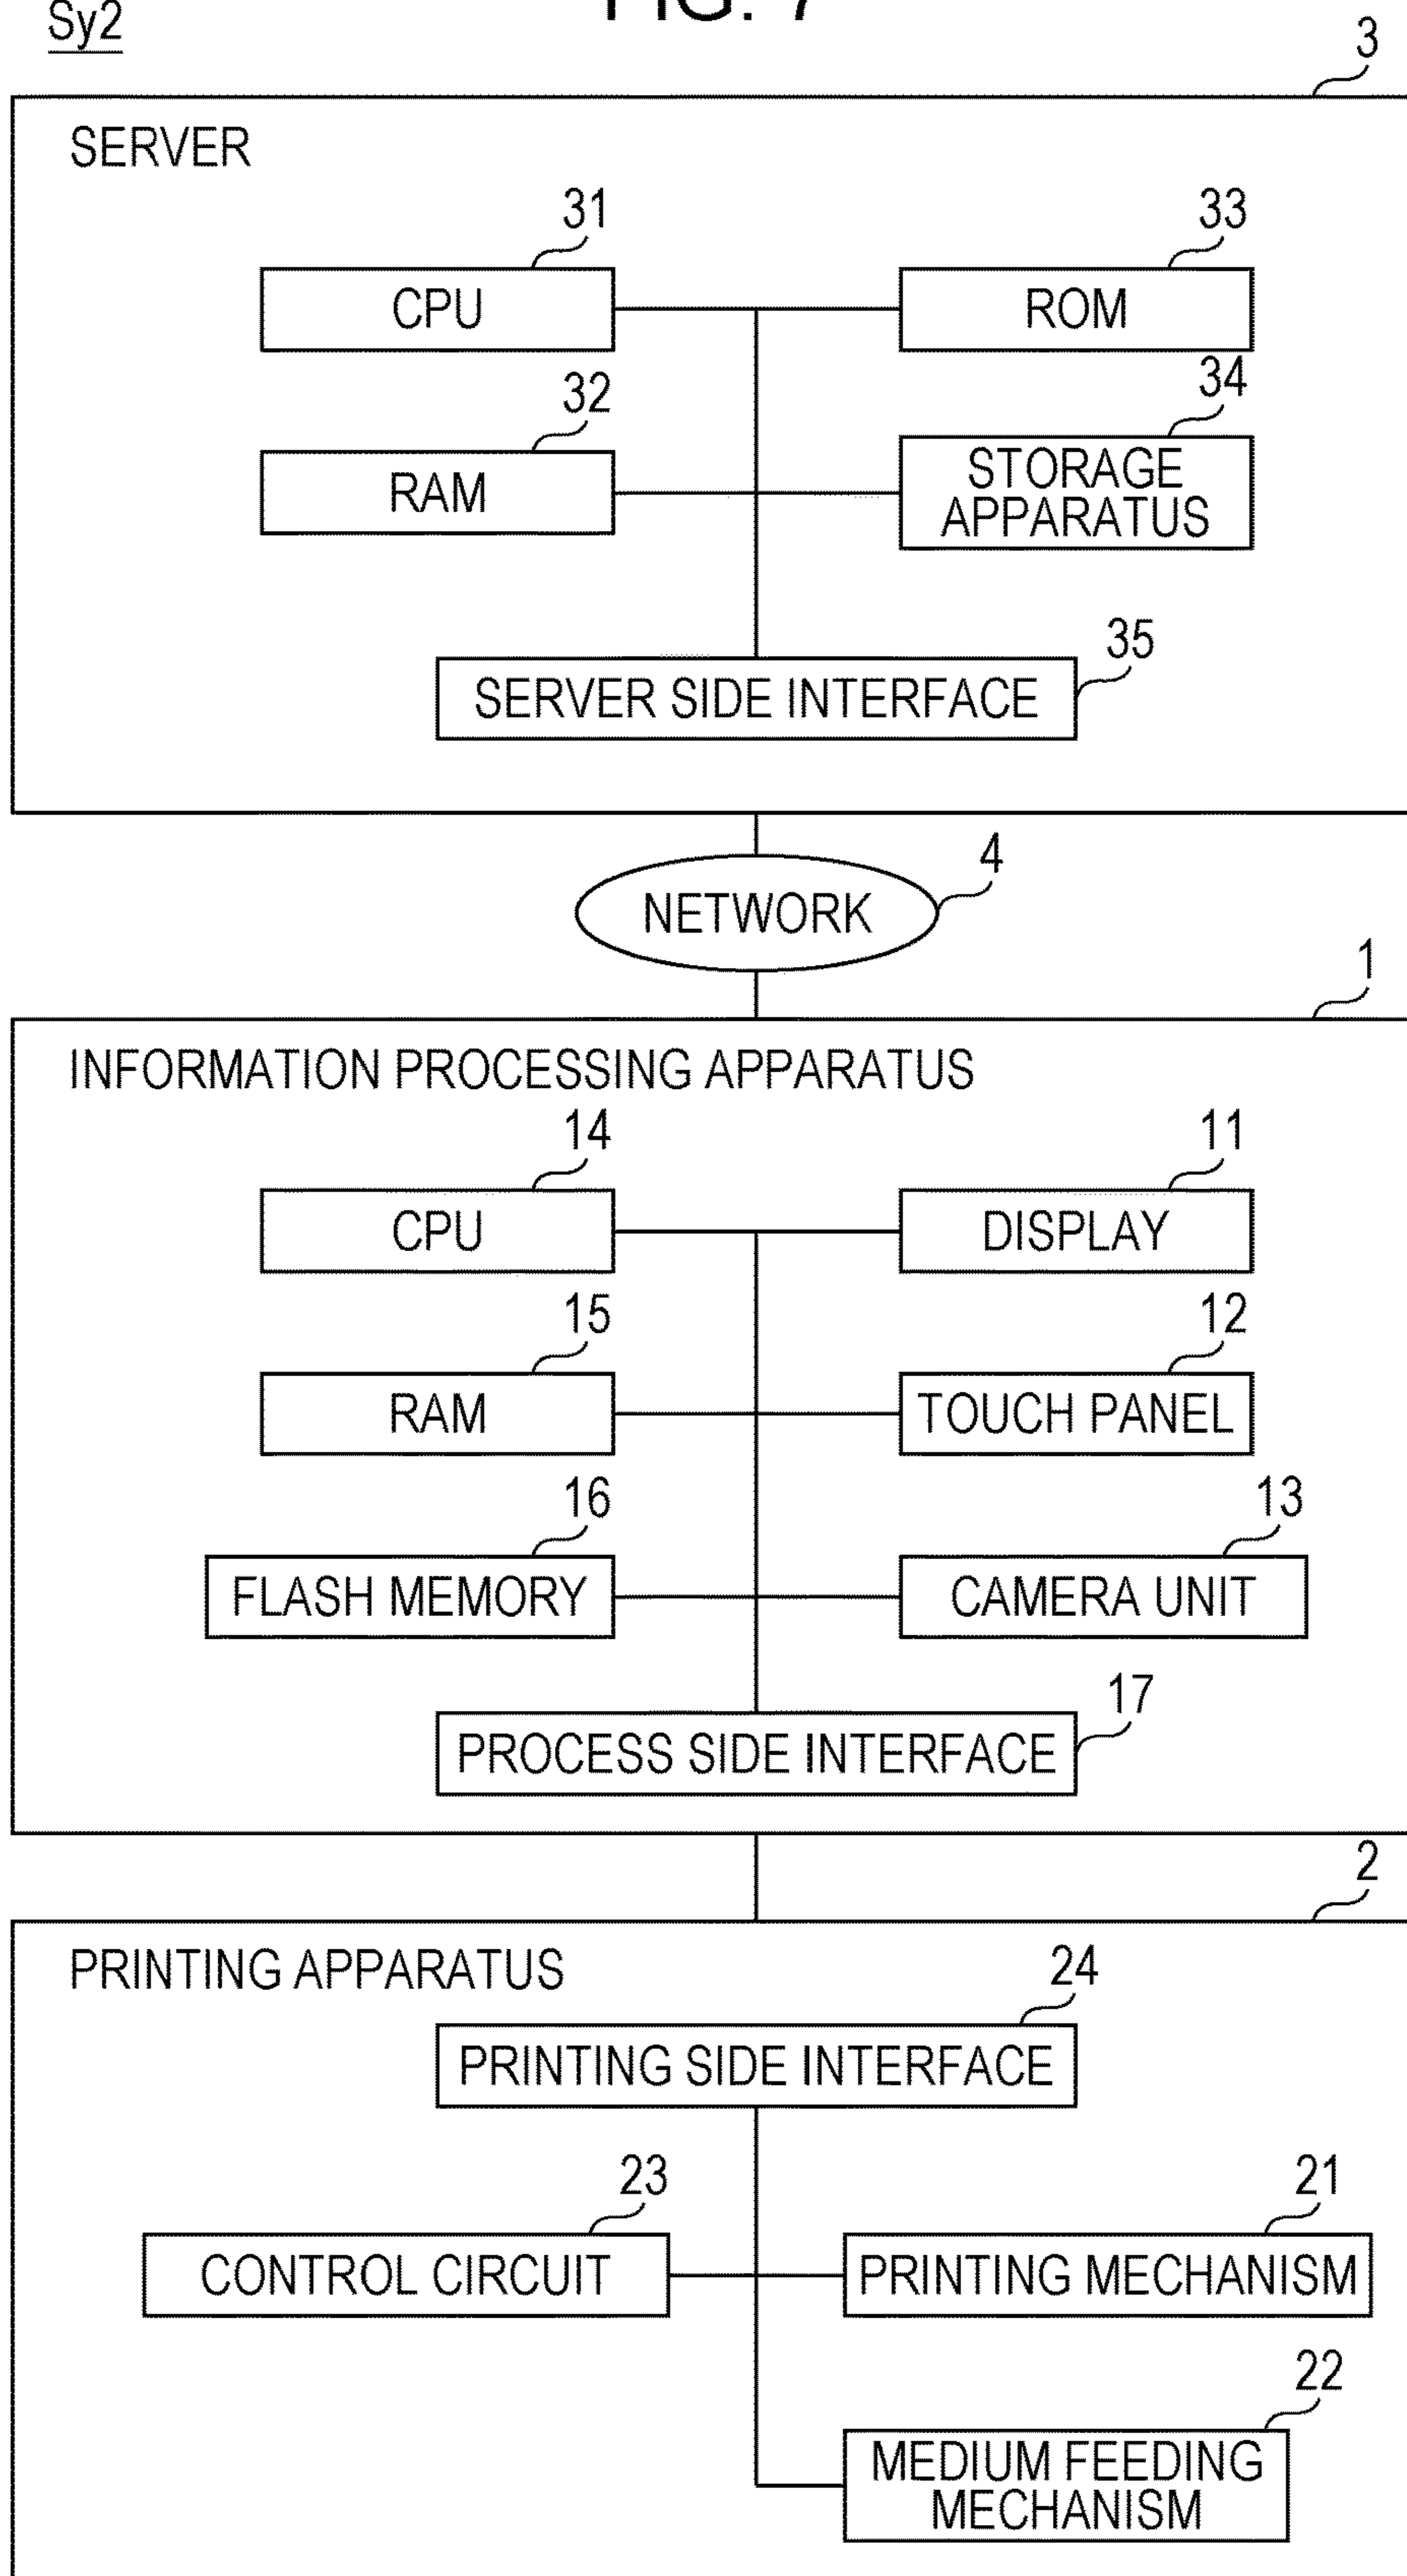 Sy2
FIG. 7
3
SERVER
31
33
CPU
ROM
32
34
RAM
STORAGE
APPARATUS
35
SERVER SIDE INTERFACE
4
NETWORK
1
INFORMATION PROCESSING APPARATUS
14
11
CPU
DISPLAY
15
12
RAM
TOUCH PANEL
16
13
FLASH MEMORY
CAMERA UNIT
17
PROCESS SIDE INTERFACE
2
PRINTING APPARATUS
24
PRINTING SIDE INTERFACE
23
21
CONTROL CIRCUIT
PRINTING MECHANISM
22
MEDIUM FEEDING
MECHANISM